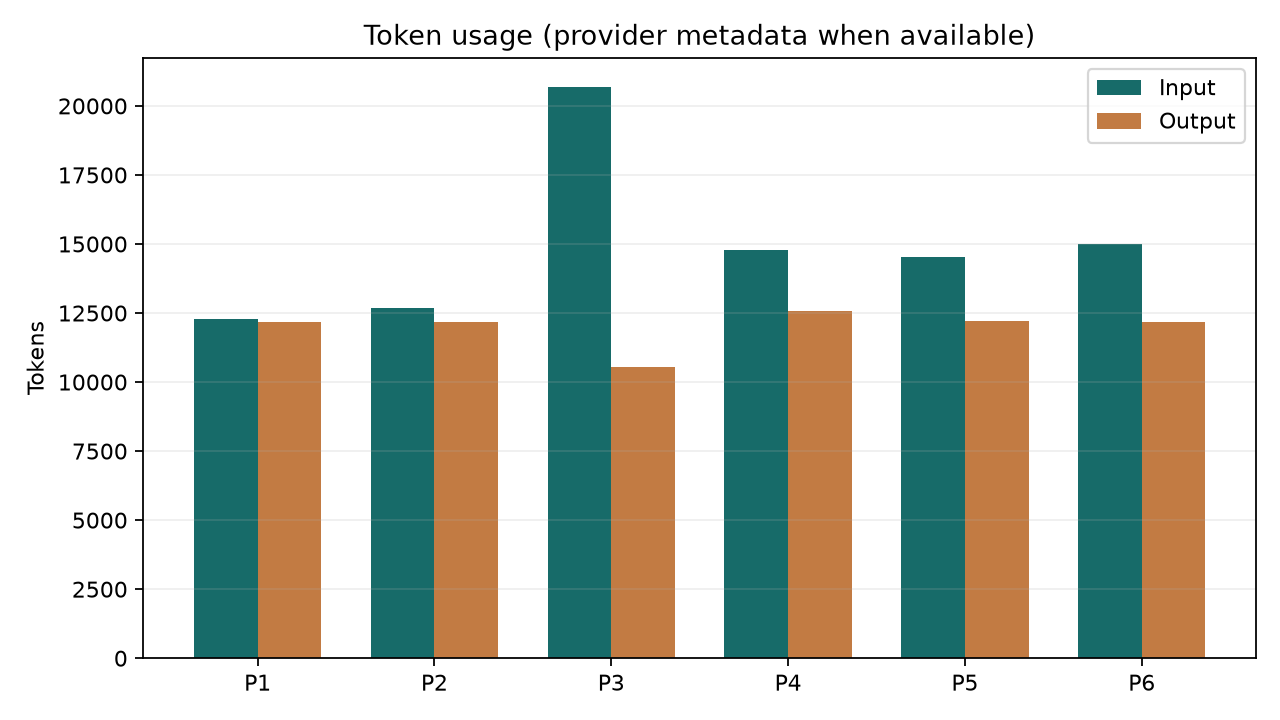 Token usage (provider metadata when available)
Input
Output
20000
17500
15000
12500
10000
7500
5000
2500
0
Tokens
P1 P2 P3 P4 P5 P6